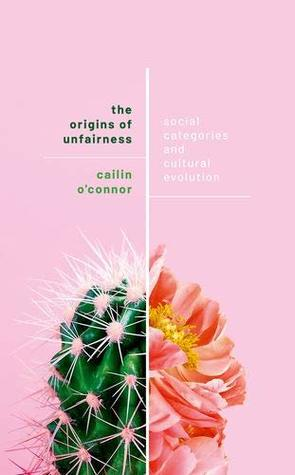 the
origins of
unfairness
cailin
o'connor
social
categories
and
cultural
evolution